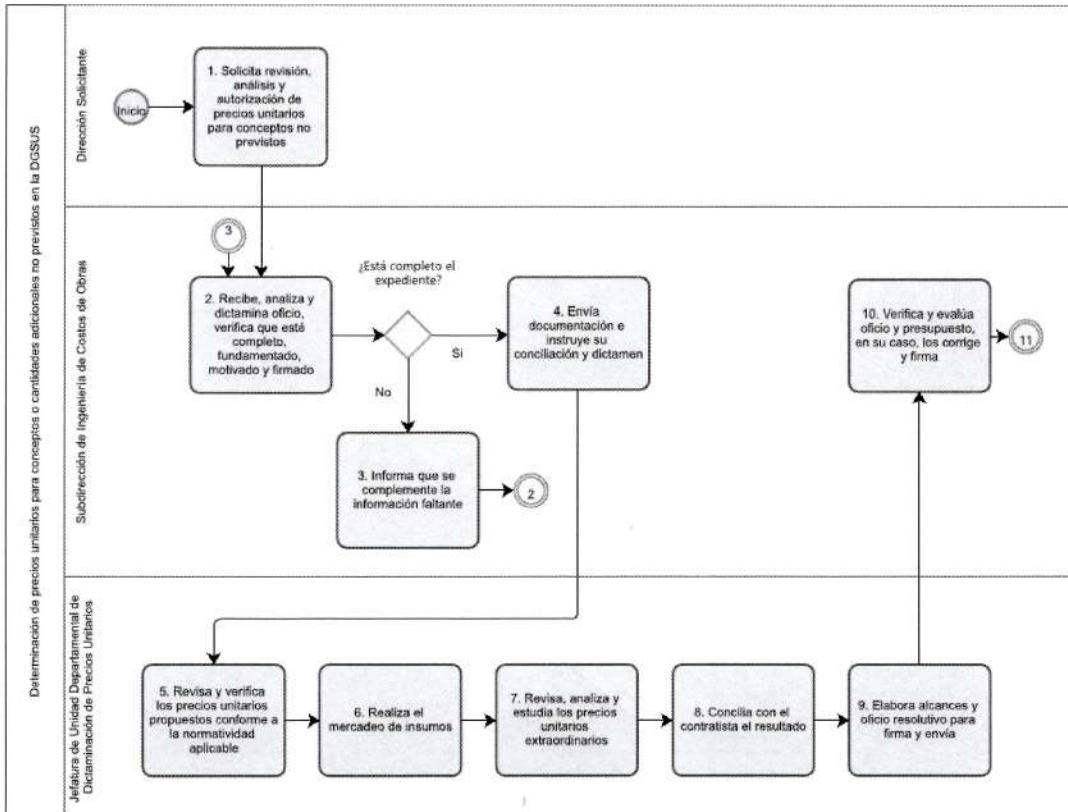 Determinación de precios unitarios para conceptos o cantidades adicionales no previstos en la DGSUS
Dirección Solicitante
Inicio
1. Solicita revisión,
análisis y
autorización de
precios unitarios
para conceptos no
previstos
Subdirección de Ingeniería de Costos de Obras
3
2. Recibe, analiza y
dictamina oficio,
verifica que está
completo,
fundamentado,
motivado y firmado
¿Está completo el
expediente?
Si
No
3. Informa que se
complemente la
información faltante
2
4. Envía
documentación e
instruye su
conciliación y dictamen
10. Verifica y evalúa
oficio y presupuesto,
en su caso, los corrige
y firma
11
Jefatura de Unidad Departamental de
Dictaminación de Precios Unitarios
5. Revisa y verifica
los precios unitarios
propuestos conforme a
la normatividad
aplicable
6. Realiza el
mercadeo de insumos
7. Revisa, analiza y
estudia los precios
unitarios
extraordinarios
8. Concilia con el
contratista el resultado
9. Elabora alcances y
oficio resolutivo para
firma y envía